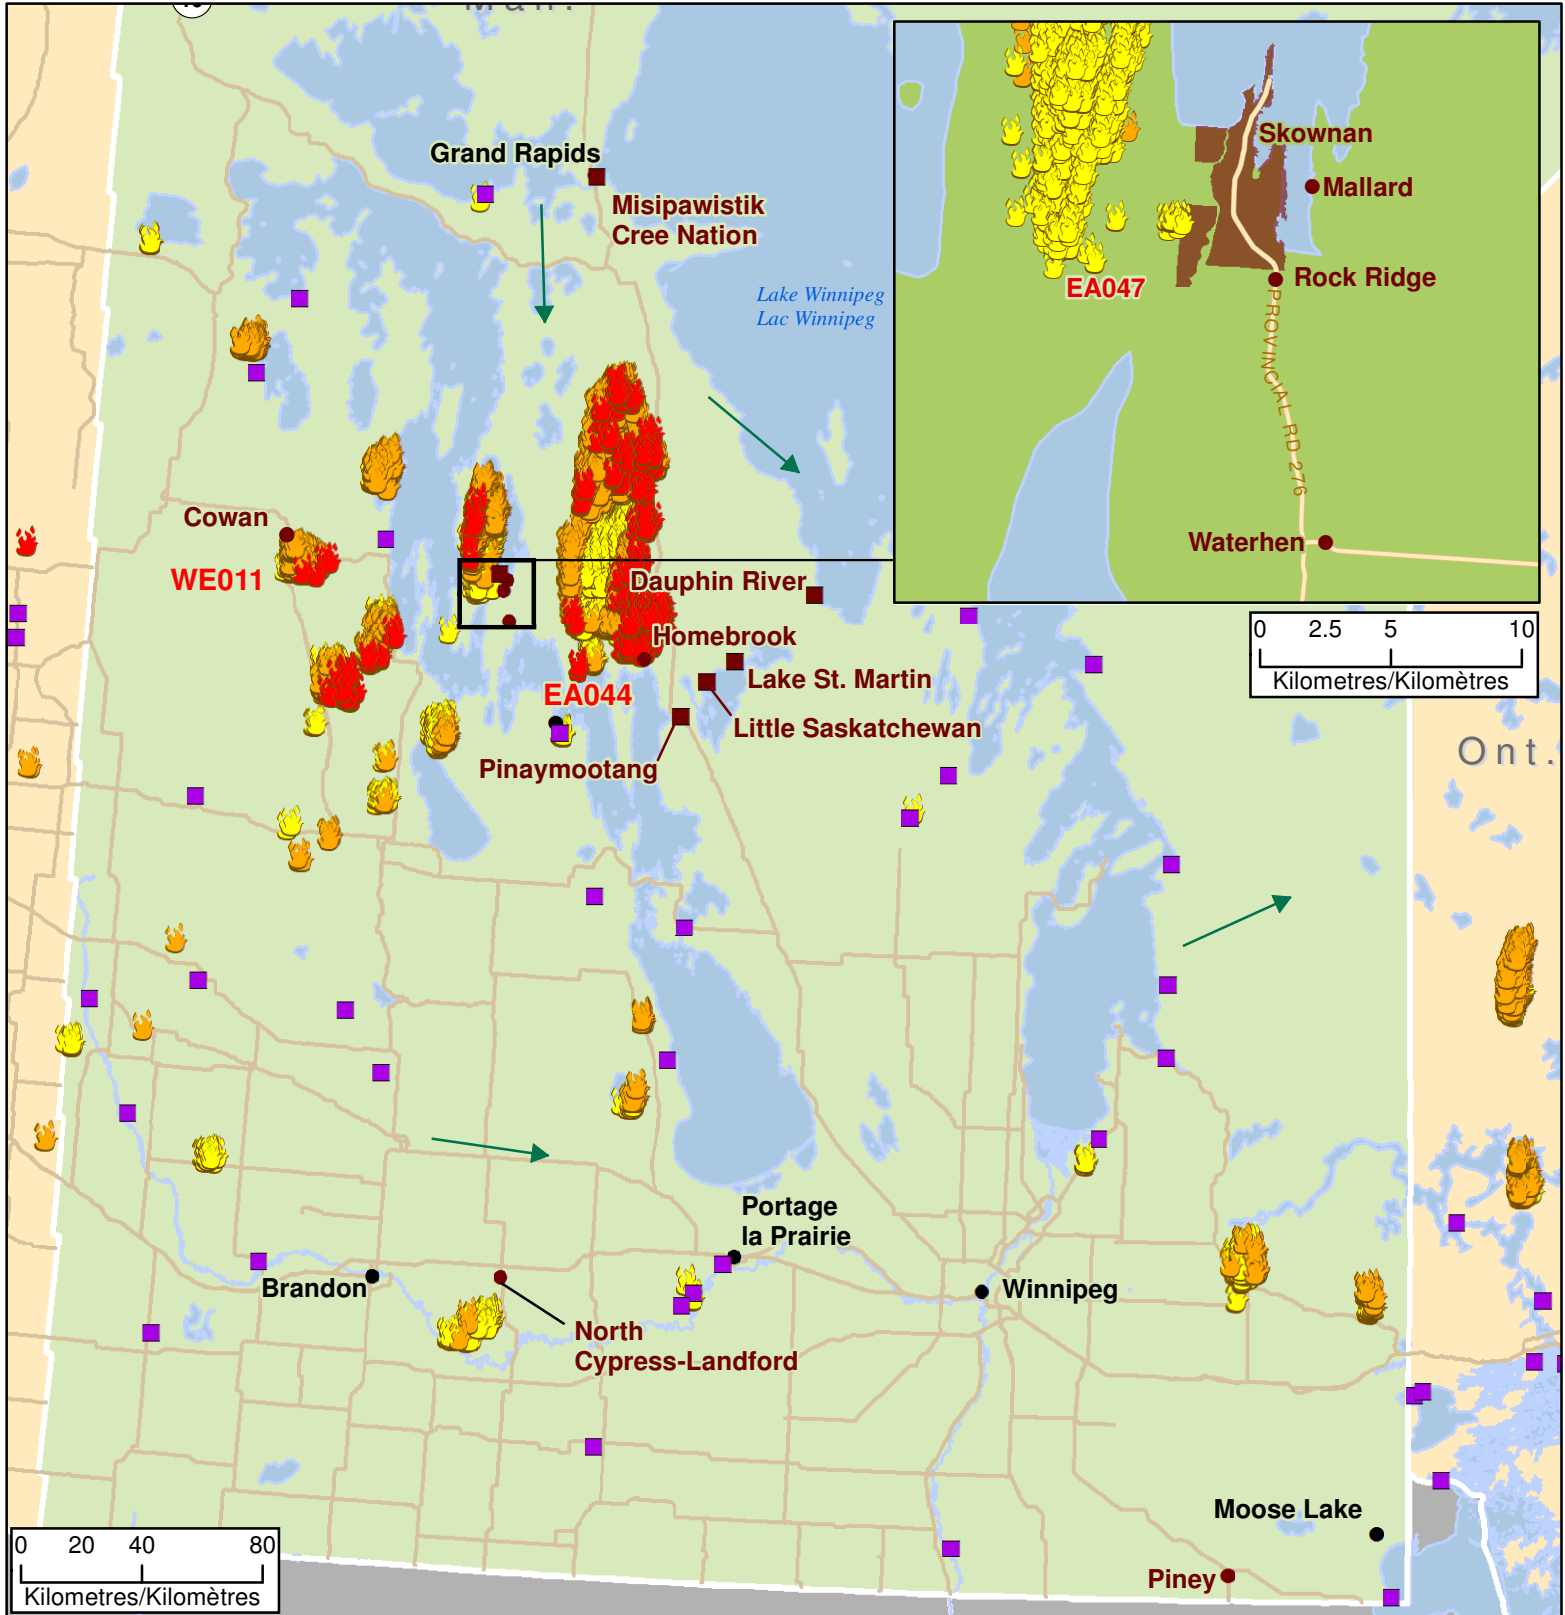 Man.
Grand Rapids
Misipawistik
Cree Nation
Lake Winnipeg
Lac Winnipeg
Skownan
Mallard
EA047
Rock Ridge
PROVINCIAL RD 276
Waterhen
Cowan
WE011
Dauphin River
Homebrook
Lake St. Martin
EA044
Little Saskatchewan
Pinaymootang
0 2.5 5 10
Kilometres/Kilomètres
Ont.
Portage
la Prairie
Brandon
Winnipeg
North
Cypress-Landford
Moose Lake
Piney
0 20 40 80
Kilometres/Kilomètres